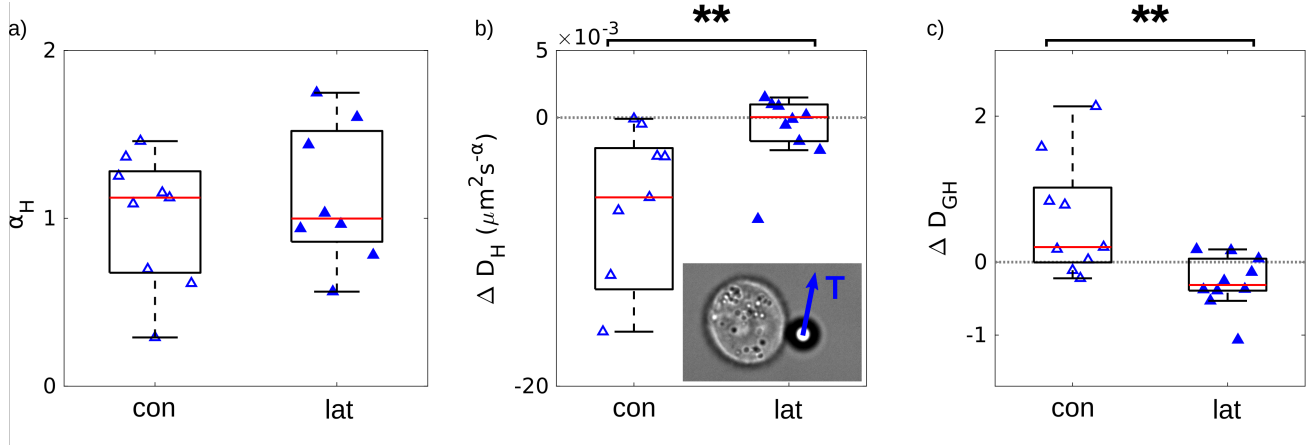 a)
2
1
0
α_H
con
lat
b)
**
5 ×10⁻³
0
-20
Δ D_H (μm²s⁻ᵅ)
T
con
lat
c)
**
2
0
-1
Δ D_GH
con
lat